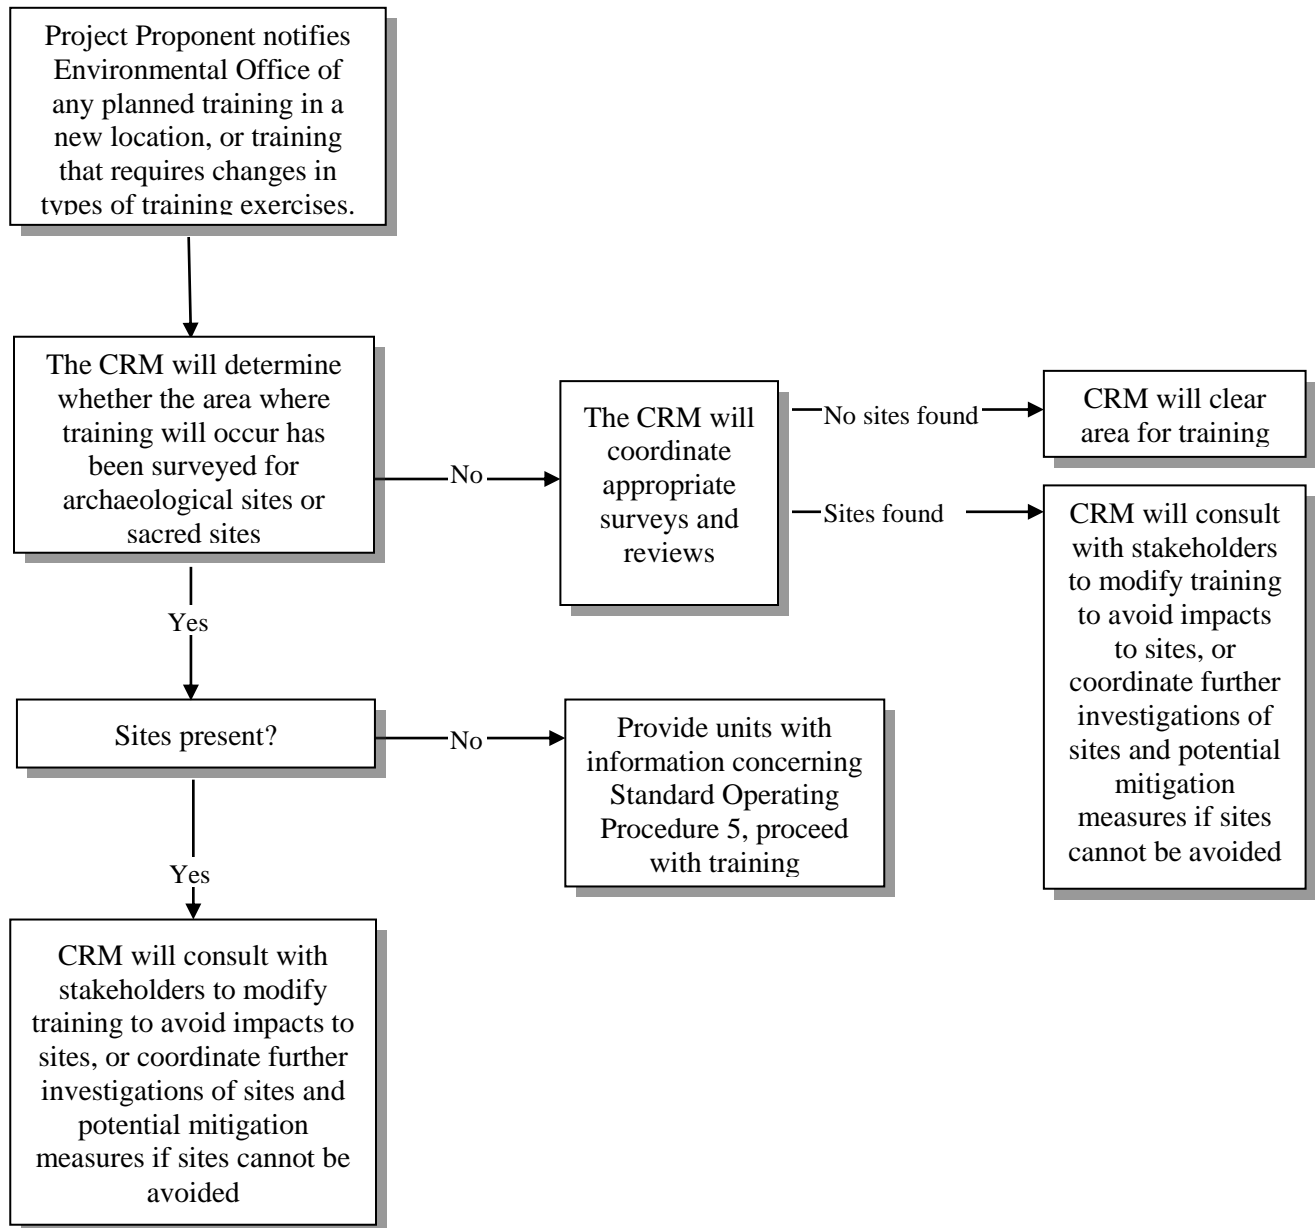 Project Proponent notifies
Environmental Office of
any planned training in a
new location, or training
that requires changes in
types of training exercises.
The CRM will determine
whether the area where
training will occur has
been surveyed for
archaeological sites or
sacred sites
No
The CRM will
coordinate
appropriate
surveys and
reviews
No sites found
CRM will clear
area for training
Sites found
CRM will consult
with stakeholders
to modify training
to avoid impacts
to sites, or
coordinate further
investigations of
sites and potential
mitigation
measures if sites
cannot be avoided
Yes
Sites present?
No
Provide units with
information concerning
Standard Operating
Procedure 5, proceed
with training
Yes
CRM will consult with
stakeholders to modify
training to avoid impacts to
sites, or coordinate further
investigations of sites and
potential mitigation
measures if sites cannot be
avoided